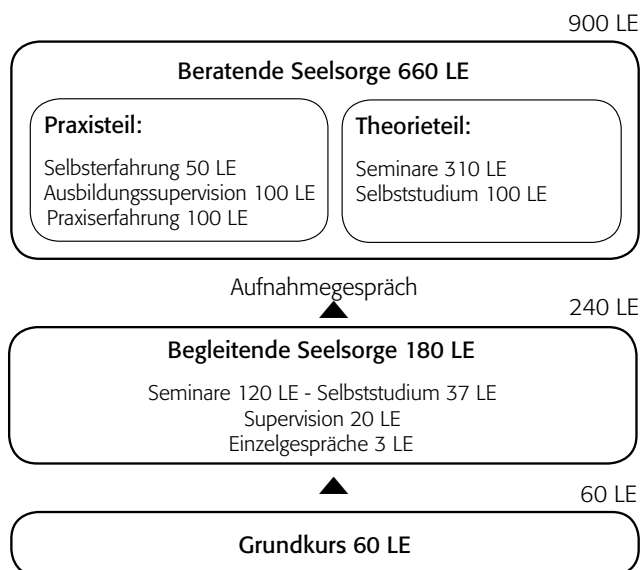 900 LE
Beratende Seelsorge 660 LE
Praxisteil:
Selbsterfahrung 50 LE
Ausbildungssupervision 100 LE
Praxiserfahrung 100 LE
Theorieteil:
Seminare 310 LE
Selbststudium 100 LE
Aufnahmegespräch
240 LE
Begleitende Seelsorge 180 LE
Seminare 120 LE - Selbststudium 37 LE
Supervision 20 LE
Einzelgespräche 3 LE
60 LE
Grundkurs 60 LE